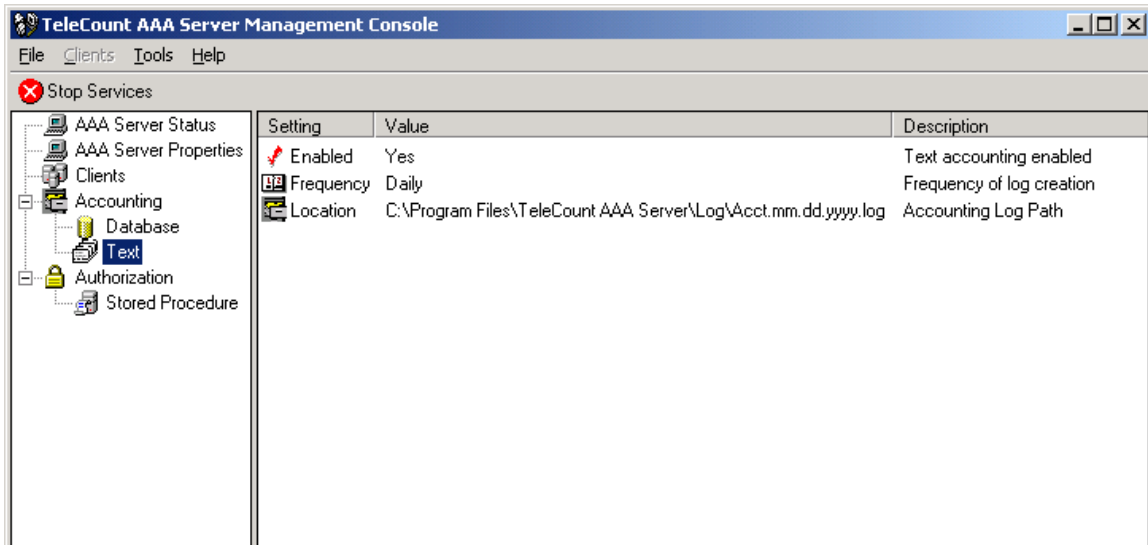 TeleCount AAA Server Management Console
File Clients Tools Help
Stop Services
AAA Server Status
AAA Server Properties
Clients
Accounting
Database
Text
Authorization
Stored Procedure
Setting Value Description
Enabled Yes Text accounting enabled
Frequency Daily Frequency of log creation
Location C:\Program Files\TeleCount AAA Server\Log\Acct.mm.dd.yyyy.log Accounting Log Path